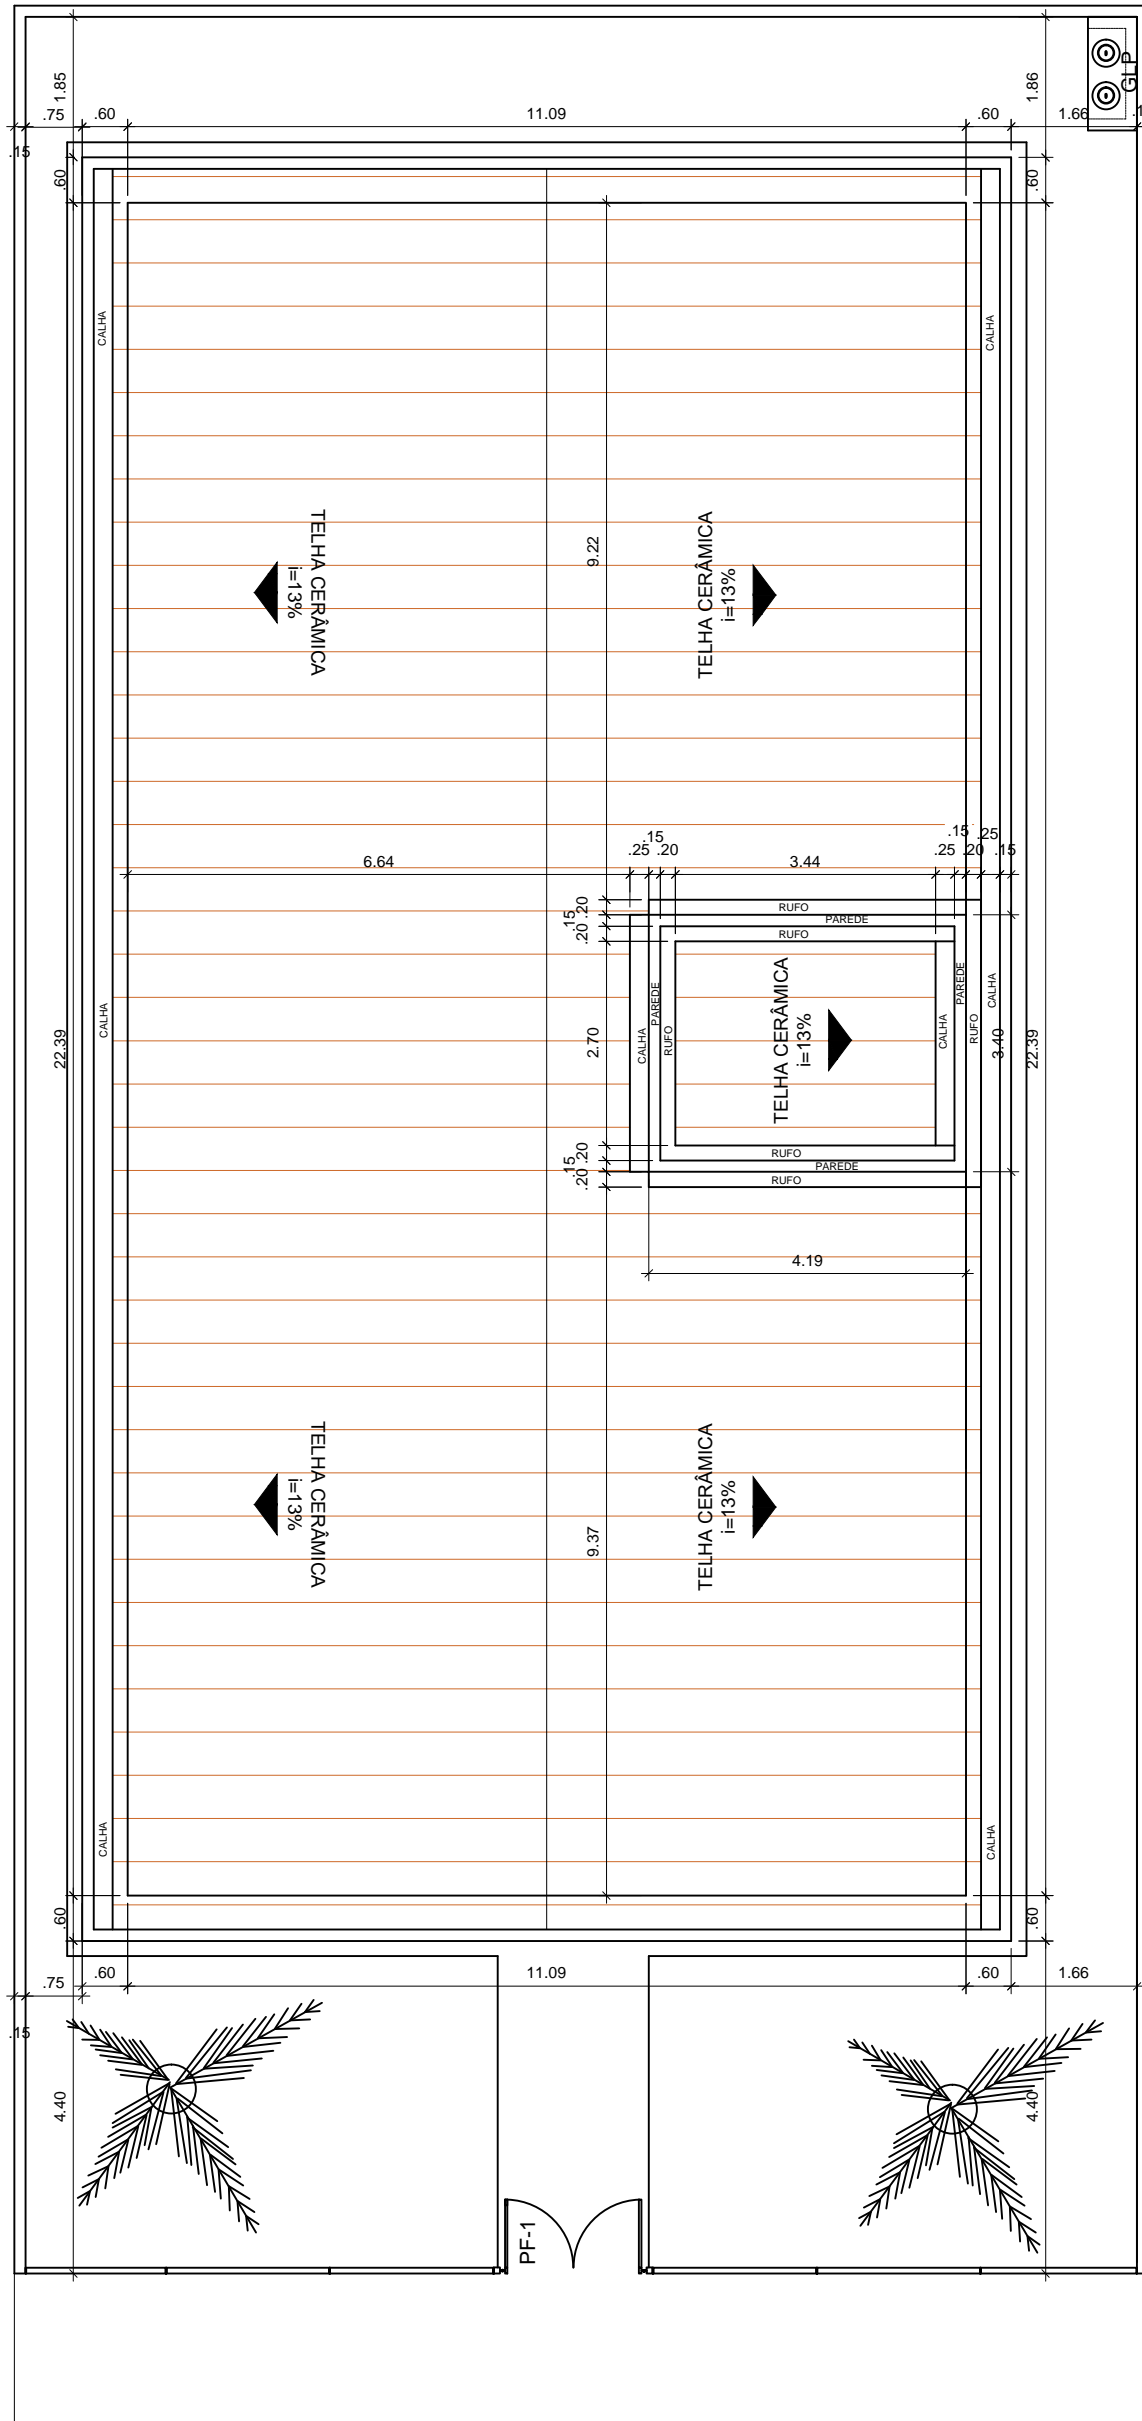 1.85
1.86
GLP
.75
.60
11.09
.60
1.66
.15
.60
.60
CALHA
CALHA
TELHA CERÂMICA
i=13%
9.22
TELHA CERÂMICA
i=13%
.15
.15
.25
6.64
.25
.20
3.44
.25
.20
.15
.20
.15
.20
RUFO
PAREDE
RUFO
CALHA
22.39
2.70
CALHA
PAREDE
RUFO
TELHA CERÂMICA
i=13%
CALHA
PAREDE
RUFO
CALHA
3.40
22.39
.20
.15
.20
RUFO
PAREDE
RUFO
4.19
TELHA CERÂMICA
i=13%
9.37
TELHA CERÂMICA
i=13%
CALHA
CALHA
.60
.60
.75
.60
11.09
.60
1.66
.15
4.40
4.40
PF-1